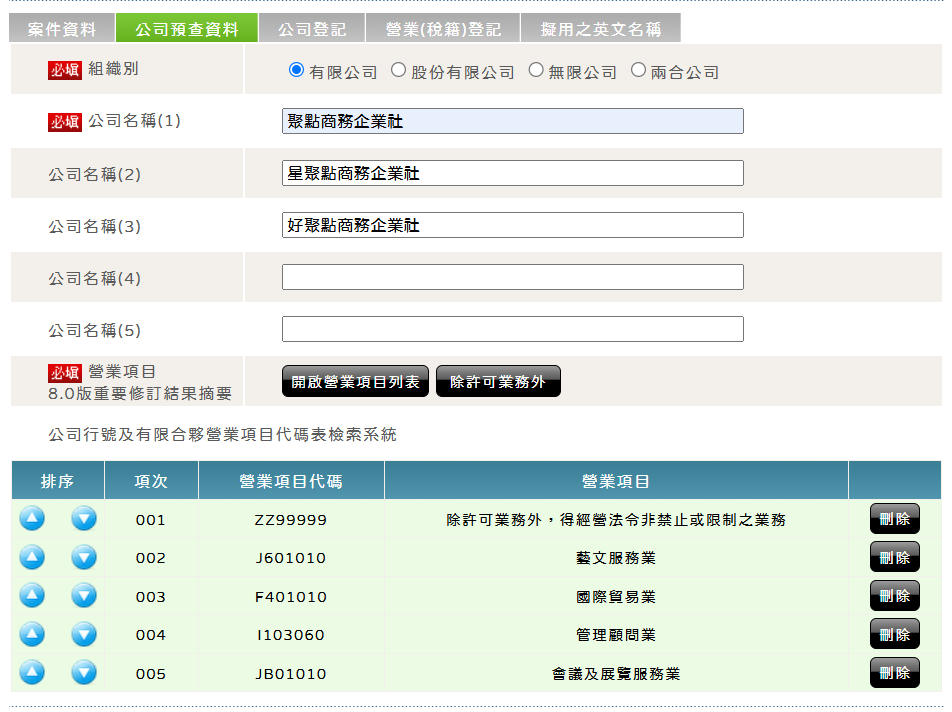 案件資料 公司預查資料 公司登記 營業(稅籍)登記 擬用之英文名稱
必填 組織別 有限公司 股份有限公司 無限公司 兩合公司
必填 公司名稱(1) 聚點商務企業社
公司名稱(2) 星聚點商務企業社
公司名稱(3) 好聚點商務企業社
公司名稱(4)
公司名稱(5)
必填 營業項目
8.0版重要修訂結果摘要 開啟營業項目列表 除許可業務外
公司行號及有限合夥營業項目代碼表檢索系統
排序 項次 營業項目代碼 營業項目
001 ZZ99999 除許可業務外，得經營法令非禁止或限制之業務 刪除
002 J601010 藝文服務業 刪除
003 F401010 國際貿易業 刪除
004 I103060 管理顧問業 刪除
005 JB01010 會議及展覽服務業 刪除